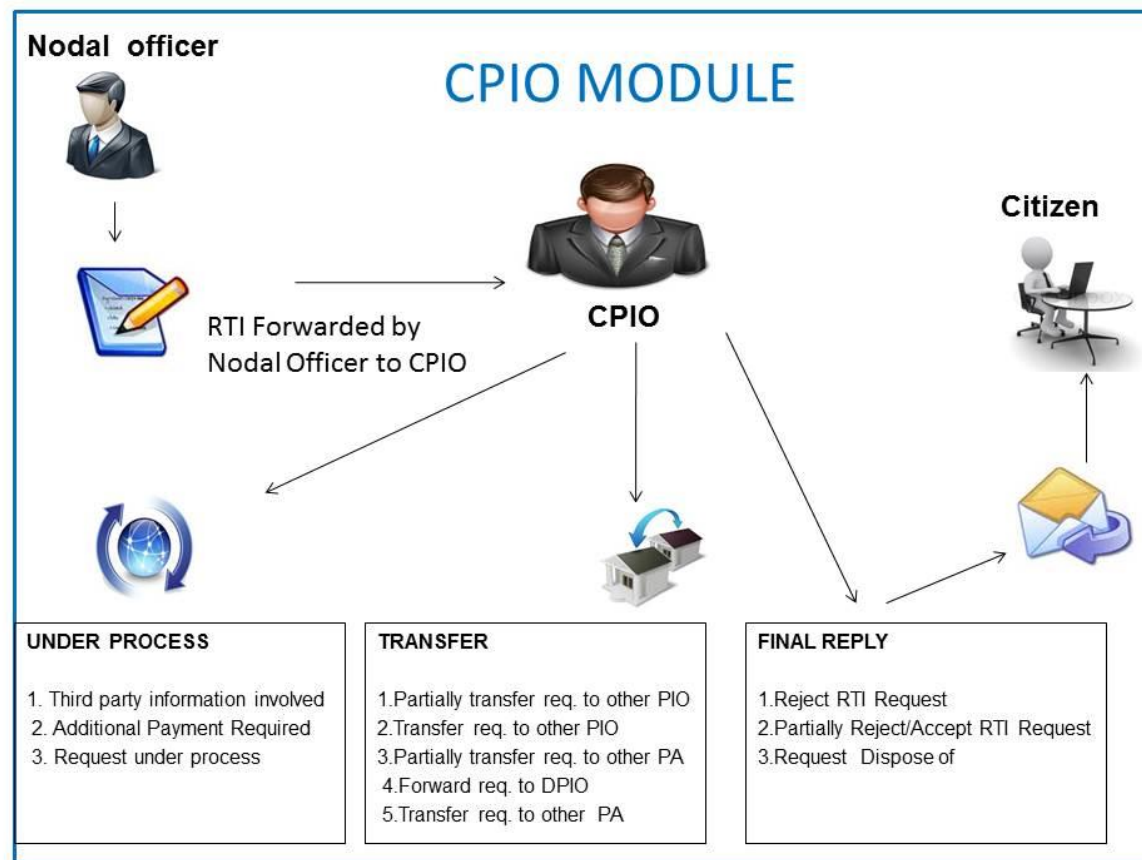 Nodal officer
CPIO MODULE
Citizen
CPIO
RTI Forwarded by
Nodal Officer to CPIO
UNDER PROCESS
1. Third party information involved
2. Additional Payment Required
3. Request under process
TRANSFER
1.Partially transfer req. to other PIO
2.Transfer req. to other PIO
3.Partially transfer req. to other PA
4.Forward req. to DPIO
5.Transfer req. to other PA
FINAL REPLY
1.Reject RTI Request
2.Partially Reject/Accept RTI Request
3.Request Dispose of